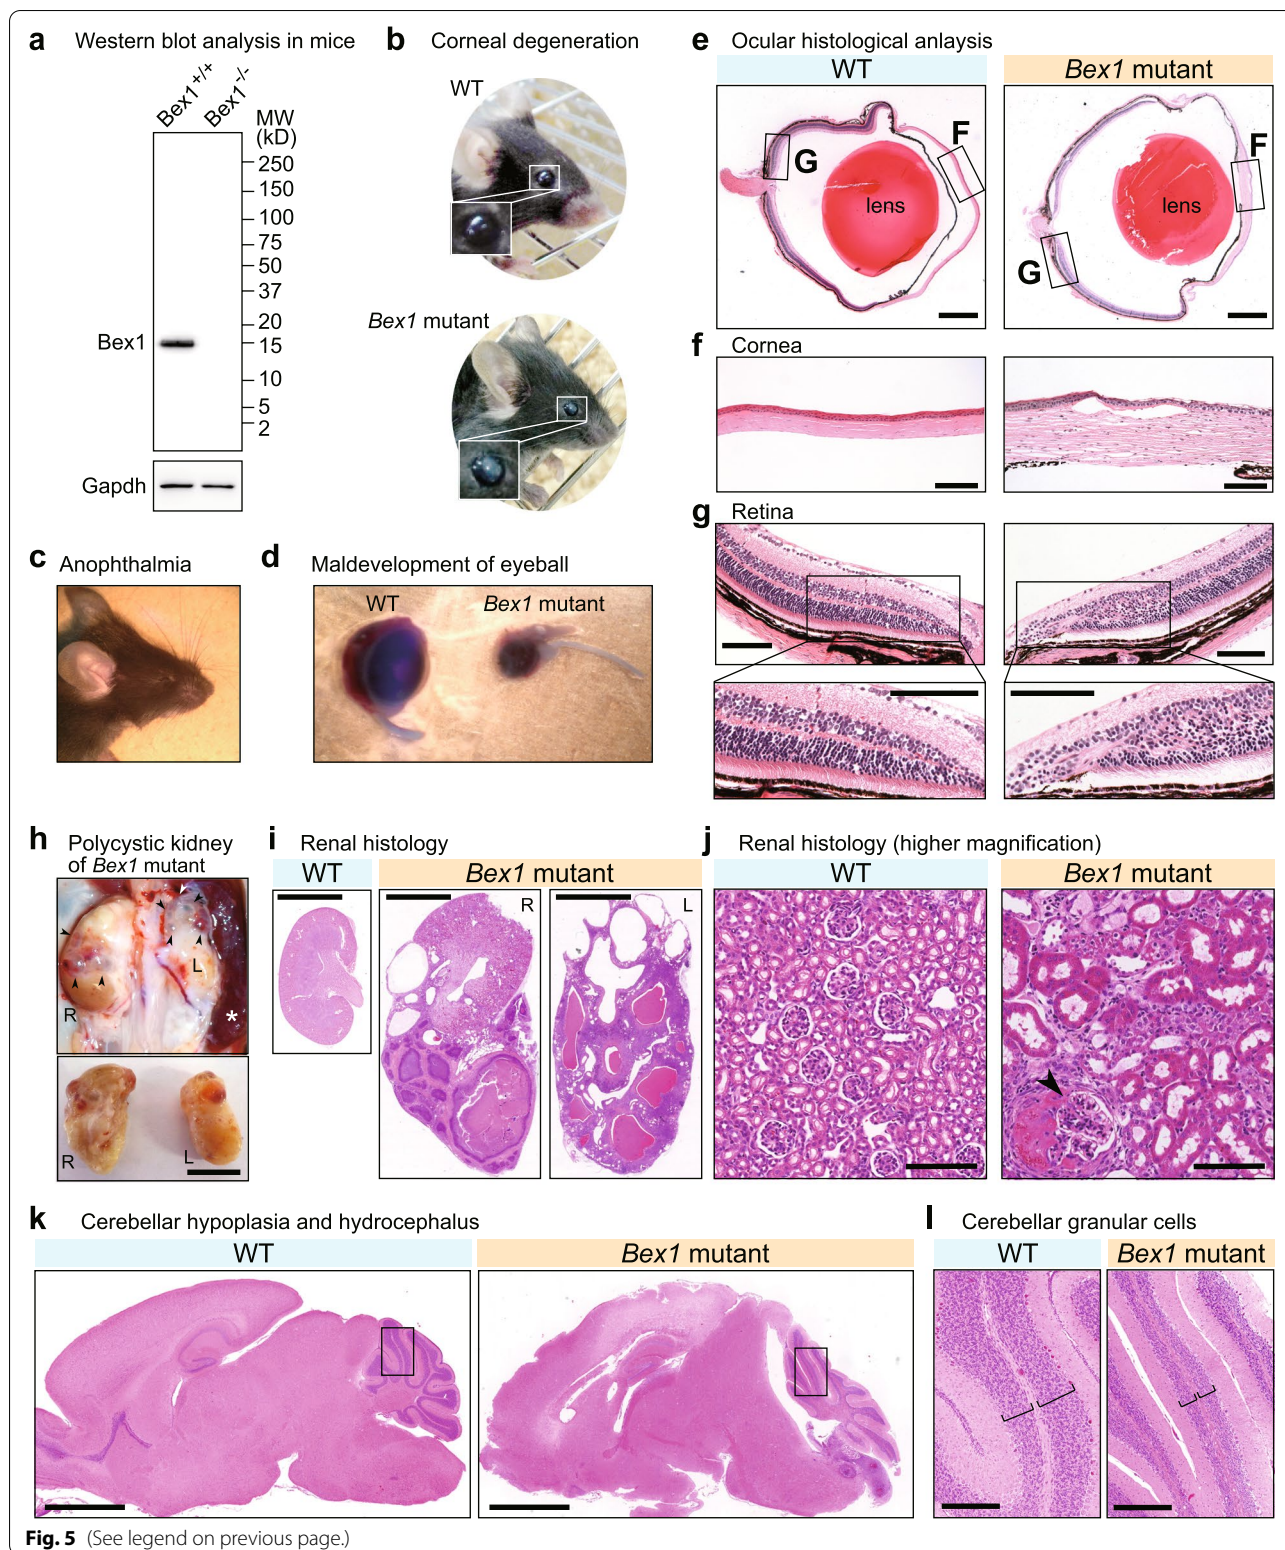 a Western blot analysis in mice
Bex1+/+ Bex1-/-
MW
(kD)
250
150
100
75
50
37
20
15
10
5
2
Bex1
Gapdh
b Corneal degeneration
WT
Bex1 mutant
c Anophthalmia
d Maldevelopment of eyeball
WT Bex1 mutant
e Ocular histological anlaysis
WT Bex1 mutant
G F lens
G F lens
f Cornea
g Retina
h Polycystic kidney
of Bex1 mutant
R L *
R L
i Renal histology
WT Bex1 mutant
R L
j Renal histology (higher magnification)
WT Bex1 mutant
k Cerebellar hypoplasia and hydrocephalus
WT Bex1 mutant
l Cerebellar granular cells
WT Bex1 mutant
Fig. 5 (See legend on previous page.)